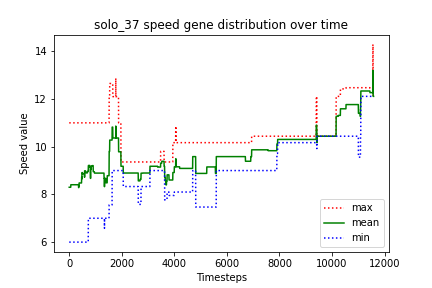 solo_37 speed gene distribution over time
14
12
10
8
6
Speed value
0
2000
4000
6000
8000
10000
12000
Timesteps
max
mean
min